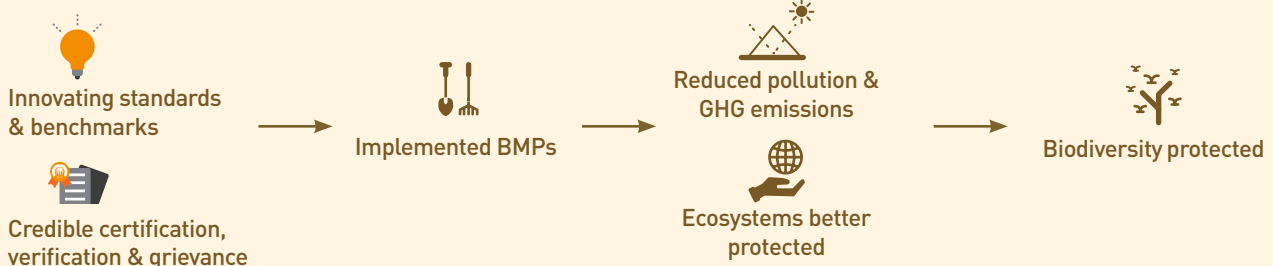 Innovating standards
& benchmarks
Credible certification,
verification & grievance
Implemented BMPs
Reduced pollution &
GHG emissions
Ecosystems better
protected
Biodiversity protected